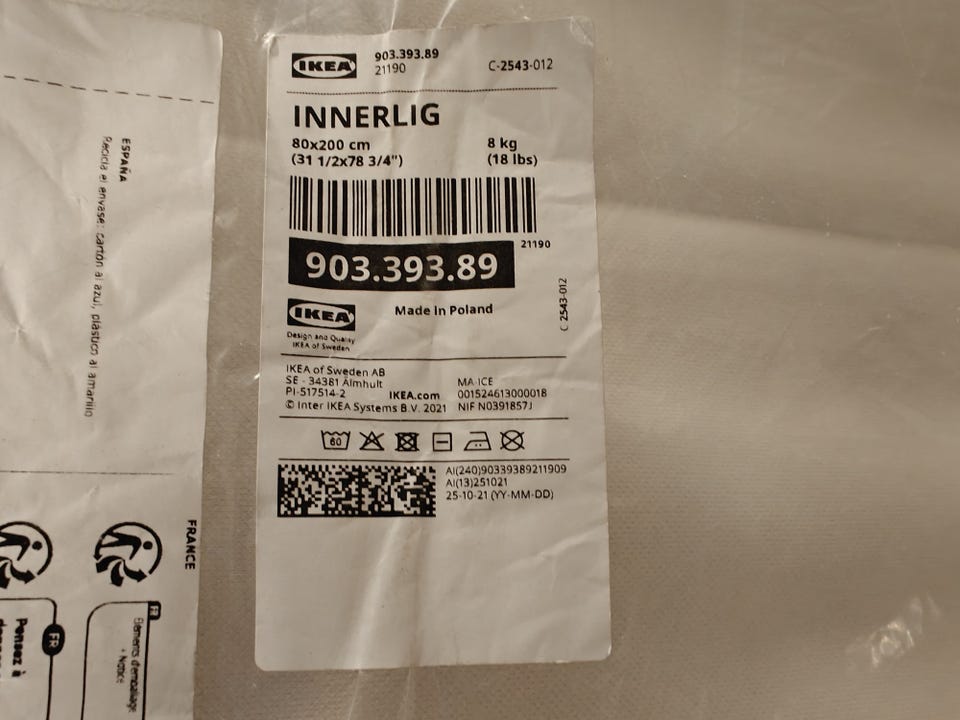 IKEA 903.393.89
21190 C-2543-012
INNERLIG
80x200 cm 8 kg
(31 1/2x78 3/4") (18 lbs)
21190
903.393.89
IKEA Made in Poland
C 2543-012
Design and Quality
IKEA of Sweden
IKEA of Sweden AB
SE - 34381 Älmhult MA-ICE
PI-517514-2 IKEA.com 001524613000018
© Inter IKEA Systems B.V. 2021 NIF N0391857J
60
AI(240)90339389211909
AI(13)251021
25-10-21 (YY-MM-DD)
ESPAÑA
Recicla el envase: cartón al azul, plástico al amarillo
FRANCE
FR
Éléments d'emballage
+ Notice
FR
Pensez à